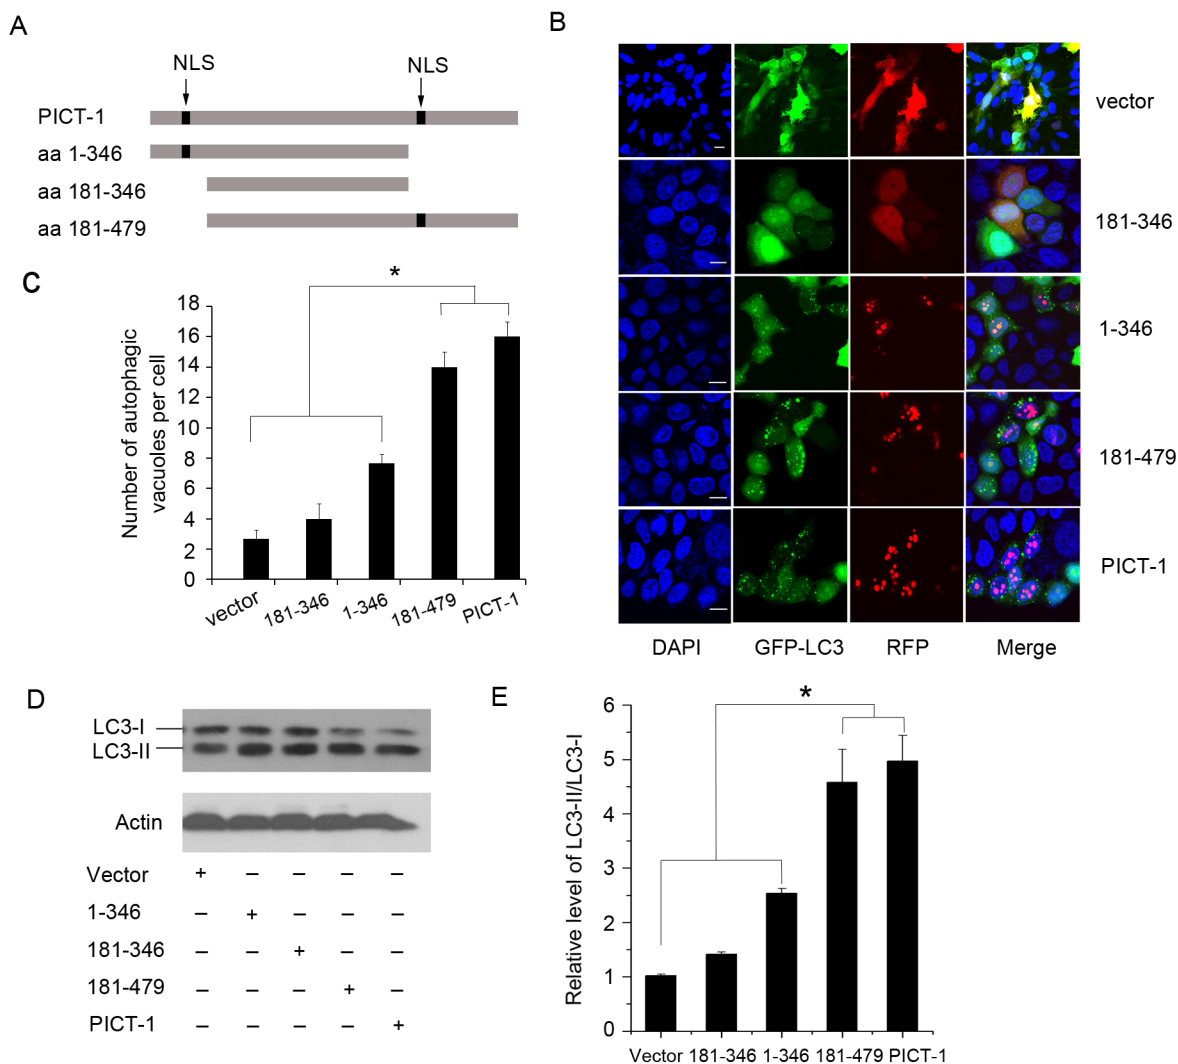 A
NLS NLS
PICT-1
aa 1-346
aa 181-346
aa 181-479
B
vector
181-346
1-346
181-479
PICT-1
DAPI GFP-LC3 RFP Merge
C
*
Number of autophagic
vacuoles per cell
18
16
14
12
10
8
6
4
2
0
vector 181-346 1-346 181-479 PICT-1
D
LC3-I
LC3-II
Actin
Vector + – – – –
1-346 – + – – –
181-346 – – + – –
181-479 – – – + –
PICT-1 – – – – +
E
*
Relative level of LC3-II/LC3-I
6
5
4
3
2
1
0
Vector 181-346 1-346 181-479 PICT-1